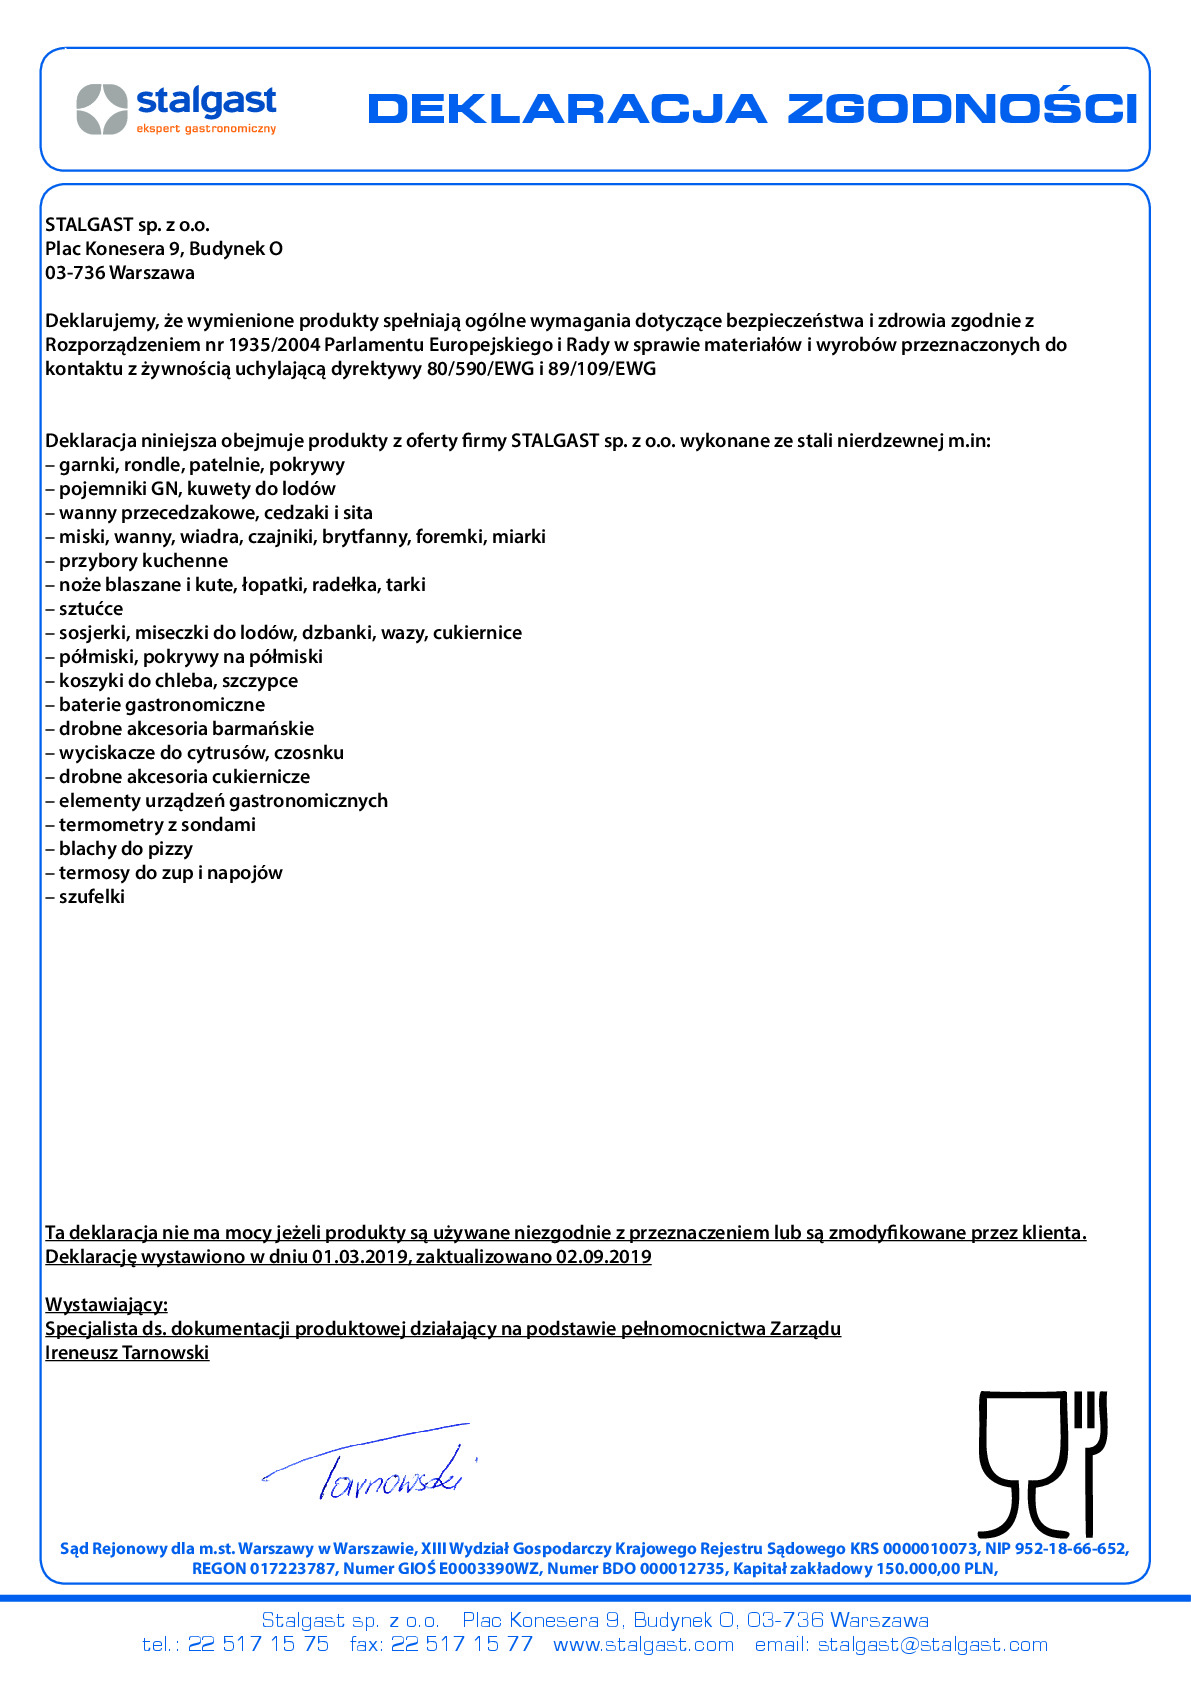 stalgast
ekspert gastronomiczny
DEKLARACJA ZGODNOŚCI
STALGAST sp. z o.o.
Plac Konesera 9, Budynek O
03-736 Warszawa
Deklarujemy, że wymienione produkty spełniają ogólne wymagania dotyczące bezpieczeństwa i zdrowia zgodnie z
Rozporządzeniem nr 1935/2004 Parlamentu Europejskiego i Rady w sprawie materiałów i wyrobów przeznaczonych do
kontaktu z żywnością uchylającą dyrektywy 80/590/EWG i 89/109/EWG
Deklaracja niniejsza obejmuje produkty z oferty firmy STALGAST sp. z o.o. wykonane ze stali nierdzewnej m.in:
– garnki, rondle, patelnie, pokrywy
– pojemniki GN, kuwety do lodów
– wanny przecedzakowe, cedzaki i sita
– miski, wanny, wiadra, czajniki, brytfanny, foremki, miarki
– przybory kuchenne
– noże blaszane i kute, łopatki, radełka, tarki
– sztućce
– sosjerki, miseczki do lodów, dzbanki, wazy, cukiernice
– półmiski, pokrywy na półmiski
– koszyki do chleba, szczypce
– baterie gastronomiczne
– drobne akcesoria barmańskie
– wyciskacze do cytrusów, czosnku
– drobne akcesoria cukiernicze
– elementy urządzeń gastronomicznych
– termometry z sondami
– blachy do pizzy
– termosy do zup i napojów
– szufelki
Ta deklaracja nie ma mocy jeżeli produkty są używane niezgodnie z przeznaczeniem lub są zmodyfikowane przez klienta.
Deklarację wystawiono w dniu 01.03.2019, zaktualizowano 02.09.2019
Wystawiający:
Specjalista ds. dokumentacji produktowej działający na podstawie pełnomocnictwa Zarządu
Ireneusz Tarnowski
Tarnowski
Sąd Rejonowy dla m.st. Warszawy w Warszawie, XIII Wydział Gospodarczy Krajowego Rejestru Sądowego KRS 0000010073, NIP 952-18-66-652,
REGON 017223787, Numer GIOŚ E0003390WZ, Numer BDO 000012735, Kapitał zakładowy 150.000,00 PLN,
Stalgast sp. z o.o. Plac Konesera 9, Budynek O, 03-736 Warszawa
tel.: 22 517 15 75 fax: 22 517 15 77 www.stalgast.com email: stalgast@stalgast.com